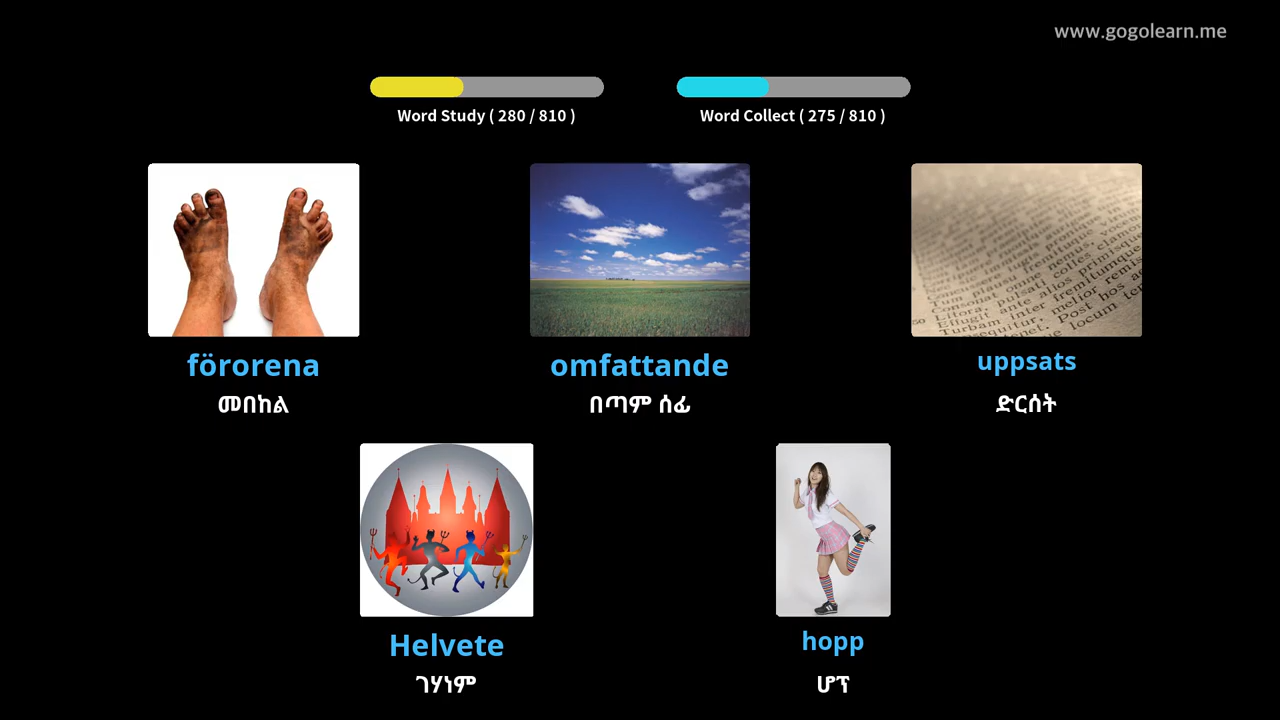 www.gogolearn.me
Word Study ( 280 / 810 )
Word Collect ( 275 / 810 )
förorena
መበከል
omfattande
በጣም ሰፊ
uppsats
ድርሰት
Helvete
ገሃነም
hopp
ሆፕ